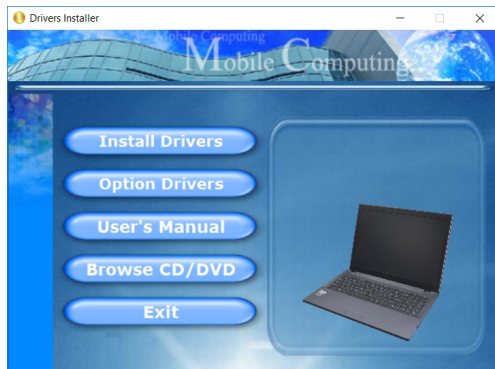 Drivers Installer
Mobile Computing
Mobile Computing
Install Drivers
Option Drivers
User's Manual
Browse CD/DVD
Exit